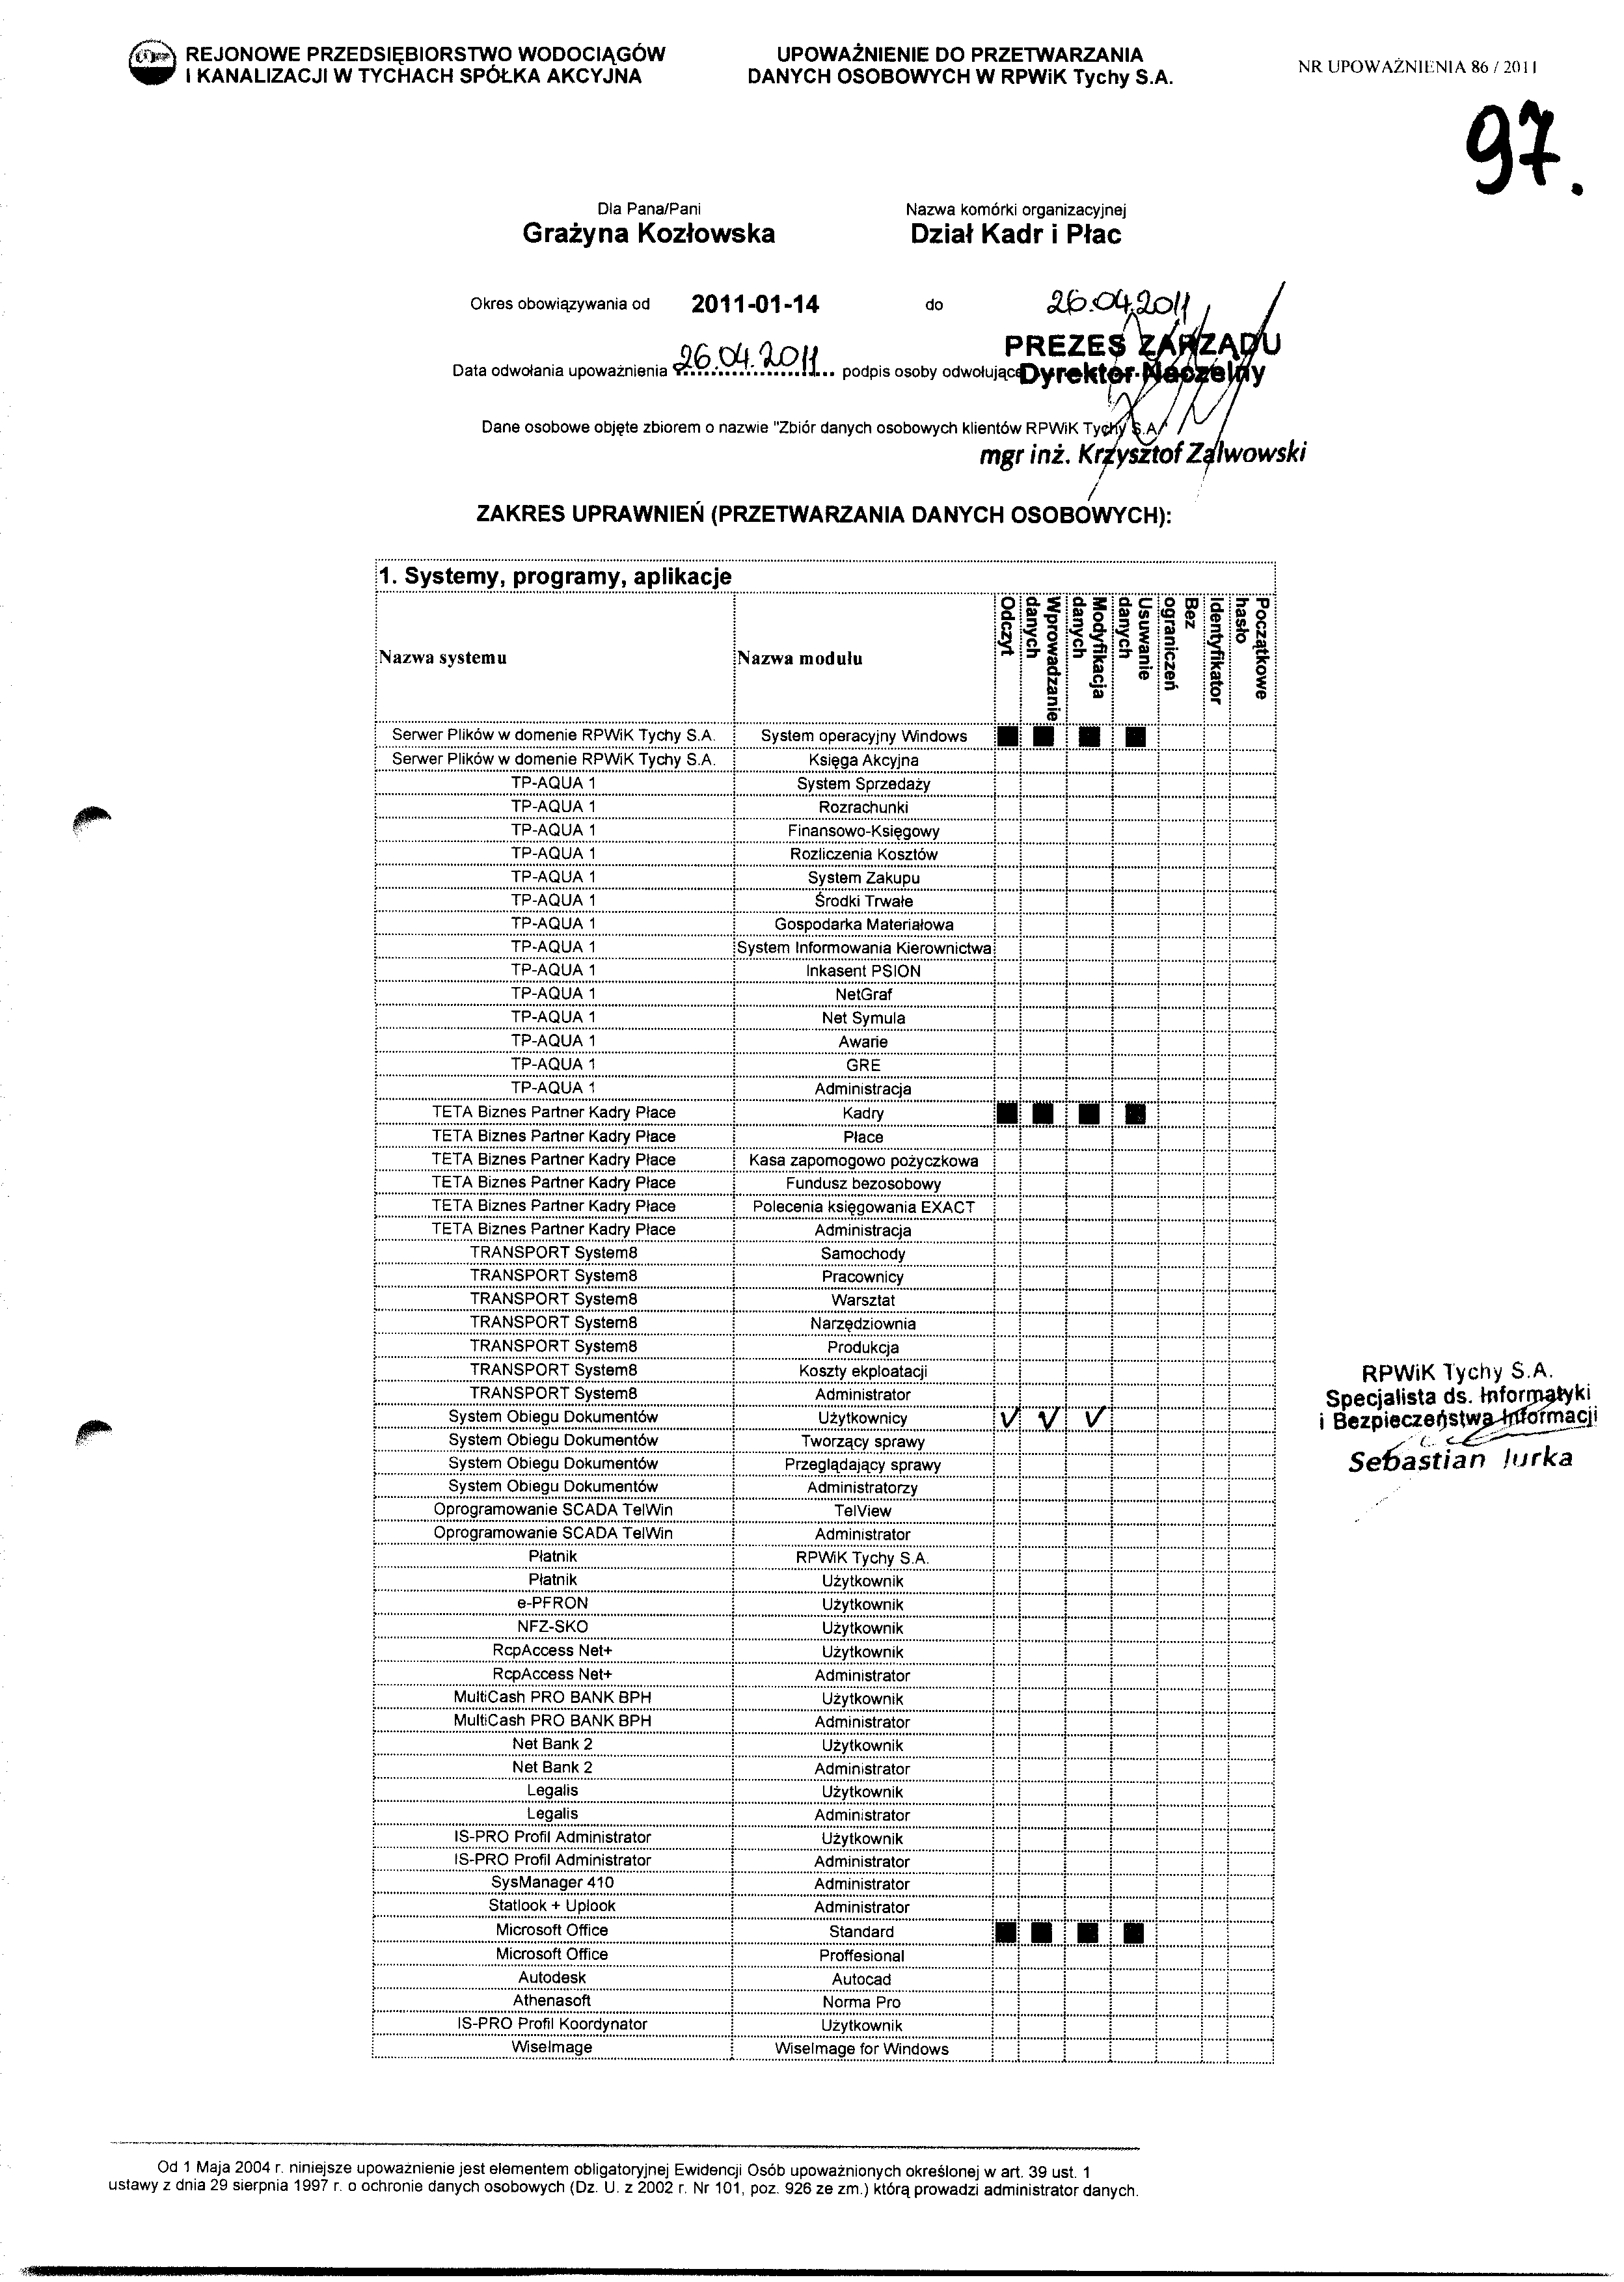 REJONOWE PRZEDSIĘBIORSTWO WODOCIĄGÓW
I KANALIZACJI W TYCHACH SPÓŁKA AKCYJNA
UPOWAŻNIENIE DO PRZETWARZANIA
DANYCH OSOBOWYCH W RPWiK Tychy S.A.
NR UPOWAŻNIENIA 86 / 2011
97.
Dla Pana/Pani
Grażyna Kozłowska
Nazwa komórki organizacyjnej
Dział Kadr i Płac
Okres obowiązywania od 2011-01-14 do 26.04.2011
PREZES ZARZĄDU
Data odwołania upoważnienia 26.04.2011 podpis osoby odwołujące
Dyrektor Naczelny
Dane osobowe objęte zbiorem o nazwie "Zbiór danych osobowych klientów RPWiK Tychy S.A."
mgr inż. Krzysztof Zalwowski
ZAKRES UPRAWNIEŃ (PRZETWARZANIA DANYCH OSOBOWYCH):
1. Systemy, programy, aplikacje
Nazwa systemu Nazwa modułu Odczyt Wprowadzanie danych Modyfikacja danych Usuwanie danych Bez ograniczeń Identyfikator Początkowe hasło
Serwer Plików w domenie RPWiK Tychy S.A. System operacyjny Windows ■ ■ ■ ■
Serwer Plików w domenie RPWiK Tychy S.A. Księga Akcyjna
TP-AQUA 1 System Sprzedaży
TP-AQUA 1 Rozrachunki
TP-AQUA 1 Finansowo-Księgowy
TP-AQUA 1 Rozliczenia Kosztów
TP-AQUA 1 System Zakupu
TP-AQUA 1 Środki Trwałe
TP-AQUA 1 Gospodarka Materiałowa
TP-AQUA 1 System Informowania Kierownictwa
TP-AQUA 1 Inkasent PSION
TP-AQUA 1 NetGraf
TP-AQUA 1 Net Symula
TP-AQUA 1 Awarie
TP-AQUA 1 GRE
TP-AQUA 1 Administracja
TETA Biznes Partner Kadry Płace Kadry ■ ■ ■ ■
TETA Biznes Partner Kadry Płace Płace
TETA Biznes Partner Kadry Płace Kasa zapomogowo pożyczkowa
TETA Biznes Partner Kadry Płace Fundusz bezosobowy
TETA Biznes Partner Kadry Płace Polecenia księgowania EXACT
TETA Biznes Partner Kadry Płace Administracja
TRANSPORT System8 Samochody
TRANSPORT System8 Pracownicy
TRANSPORT System8 Warsztat
TRANSPORT System8 Narzędziownia
TRANSPORT System8 Produkcja
TRANSPORT System8 Koszty ekploatacji
TRANSPORT System8 Administrator
System Obiegu Dokumentów Użytkownicy V V V
System Obiegu Dokumentów Tworzący sprawy
System Obiegu Dokumentów Przeglądający sprawy
System Obiegu Dokumentów Administratorzy
Oprogramowanie SCADA TelWin TelView
Oprogramowanie SCADA TelWin Administrator
Płatnik RPWiK Tychy S.A.
Płatnik Użytkownik
e-PFRON Użytkownik
NFZ-SKO Użytkownik
RcpAccess Net+ Użytkownik
RcpAccess Net+ Administrator
MultiCash PRO BANK BPH Użytkownik
MultiCash PRO BANK BPH Administrator
Net Bank 2 Użytkownik
Net Bank 2 Administrator
Legalis Użytkownik
Legalis Administrator
IS-PRO Profil Administrator Użytkownik
IS-PRO Profil Administrator Administrator
SysManager 410 Administrator
Statlook + Uplook Administrator
Microsoft Office Standard ■ ■ ■ ■
Microsoft Office Proffesional
Autodesk Autocad
Athenasoft Norma Pro
IS-PRO Profil Koordynator Użytkownik
WiseImage WiseImage for Windows
RPWiK Tychy S.A.
Specjalista ds. Informatyki
i Bezpieczeństwa Informacji
Sebastian Jurka
Od 1 Maja 2004 r. niniejsze upoważnienie jest elementem obligatoryjnej Ewidencji Osób upoważnionych określonej w art. 39 ust. 1
ustawy z dnia 29 sierpnia 1997 r. o ochronie danych osobowych (Dz. U. z 2002 r. Nr 101, poz. 926 ze zm.) którą prowadzi administrator danych.